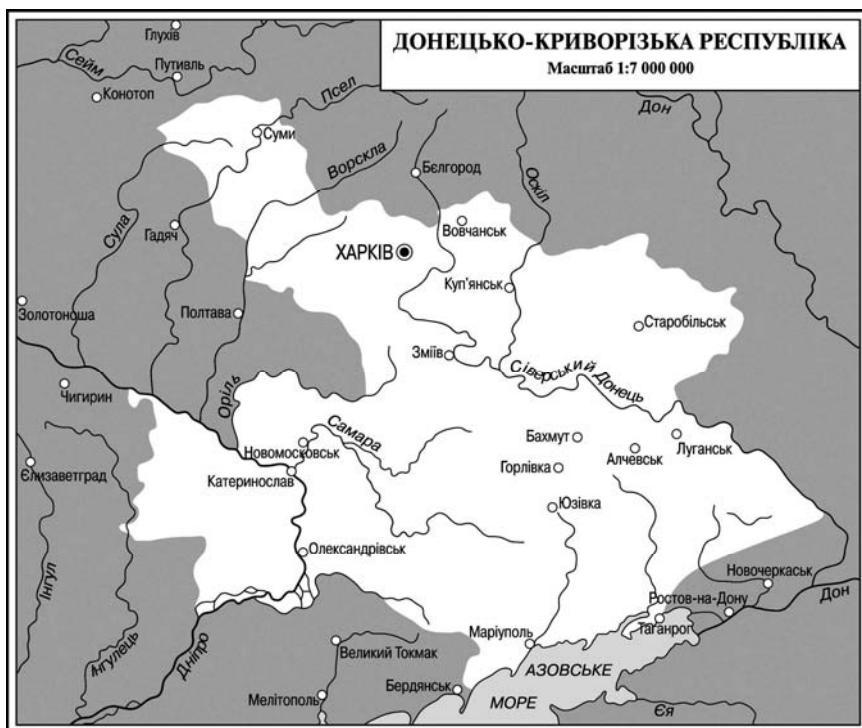 ДОНЕЦЬКО-КРИВОРІЗЬКА РЕСПУБЛІКА
Масштаб 1:7 000 000
Глухів
Сейм
Путивль
Конотоп
Псел
Дон
Суми
Ворскла
Бєлгород
Оскіл
Сула
Гадяч
Вовчанськ
ХАРКІВ
Куп'янськ
Золотоноша
Полтава
Старобільськ
Зміїв
Сіверський Донець
Чигирин
Оріль
Самара
Новомосковськ
Бахмут
Луганськ
Алчевськ
Єлизаветград
Катеринослав
Горлівка
Юзівка
Олександрівськ
Інгул
Новочеркаськ
Ростов-на-Дону
Дон
Таганрог
Маріуполь
Інгулець
Дніпро
Великий Токмак
АЗОВСЬКЕ
МОРЕ
Мелітополь
Бердянськ
Єя